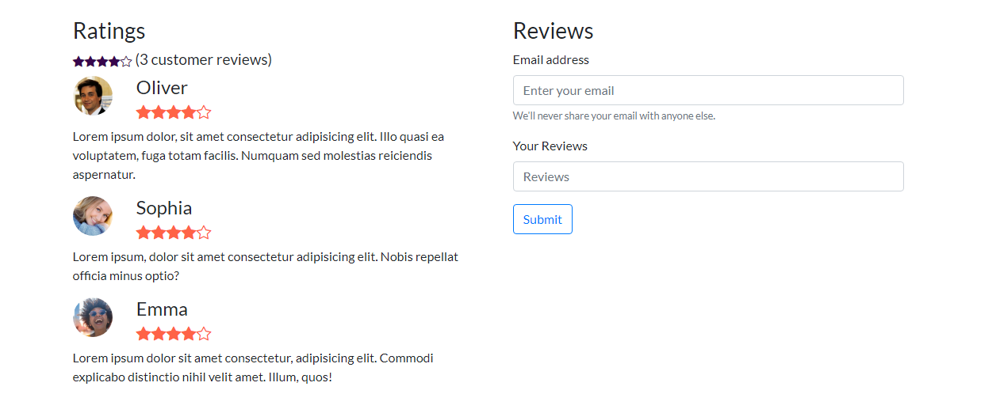 Ratings
(3 customer reviews)
Oliver
Lorem ipsum dolor, sit amet consectetur adipisicing elit. Illo quasi ea
voluptatem, fuga totam facilis. Numquam sed molestias reiciendis
aspernatur.
Sophia
Lorem ipsum, dolor sit amet consectetur adipisicing elit. Nobis repellat
officia minus optio?
Emma
Lorem ipsum dolor sit amet consectetur, adipisicing elit. Commodi
explicabo distinctio nihil velit amet. Illum, quos!
Reviews
Email address
Enter your email
We'll never share your email with anyone else.
Your Reviews
Reviews
Submit